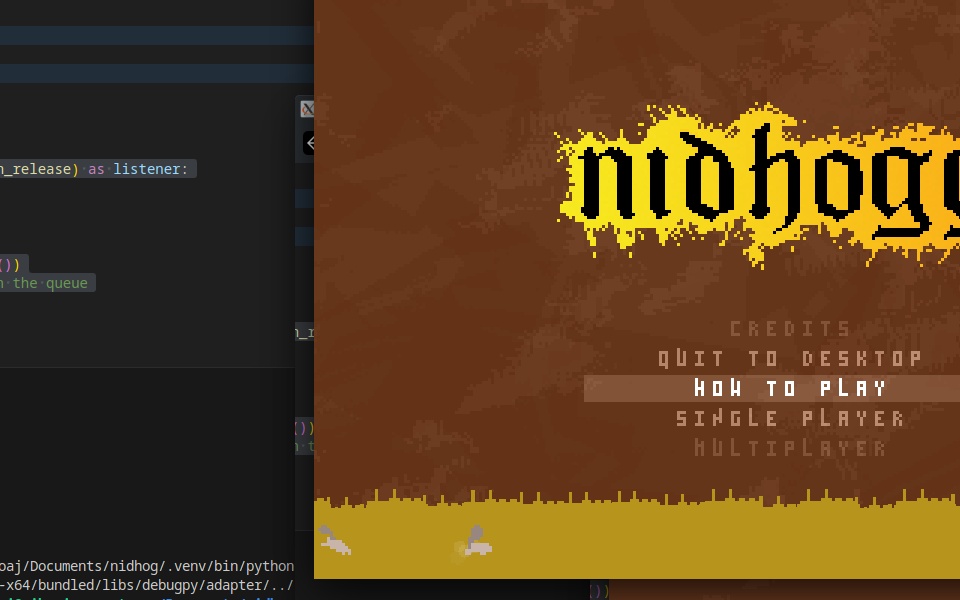 n_release) as listener:
())
n the queue
nidhogg
CREDITS
QUIT TO DESKTOP
HOW TO PLAY
SINGLE PLAYER
MULTIPLAYER
n_r
())
n t
oaj/Documents/nidhog/.venv/bin/python
-x64/bundled/libs/debugpy/adapter/../
())